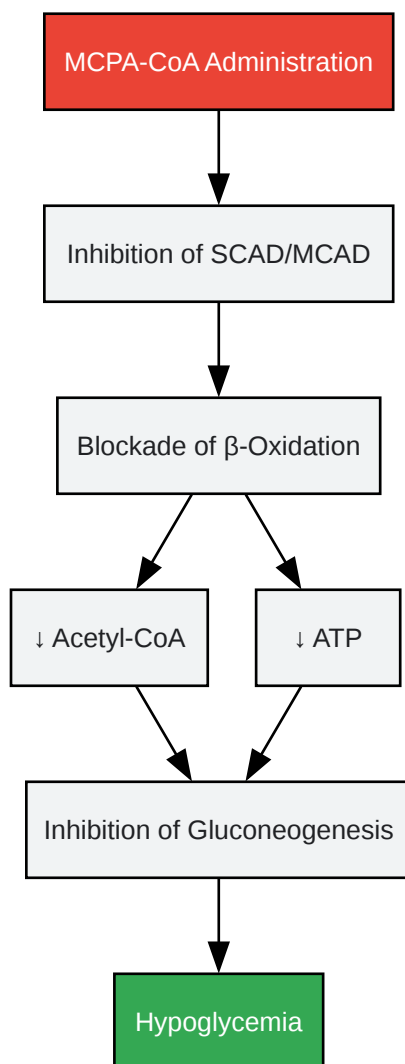 MCPA-CoA Administration
Inhibition of SCAD/MCAD
Blockade of β-Oxidation
↓ Acetyl-CoA
↓ ATP
Inhibition of Gluconeogenesis
Hypoglycemia